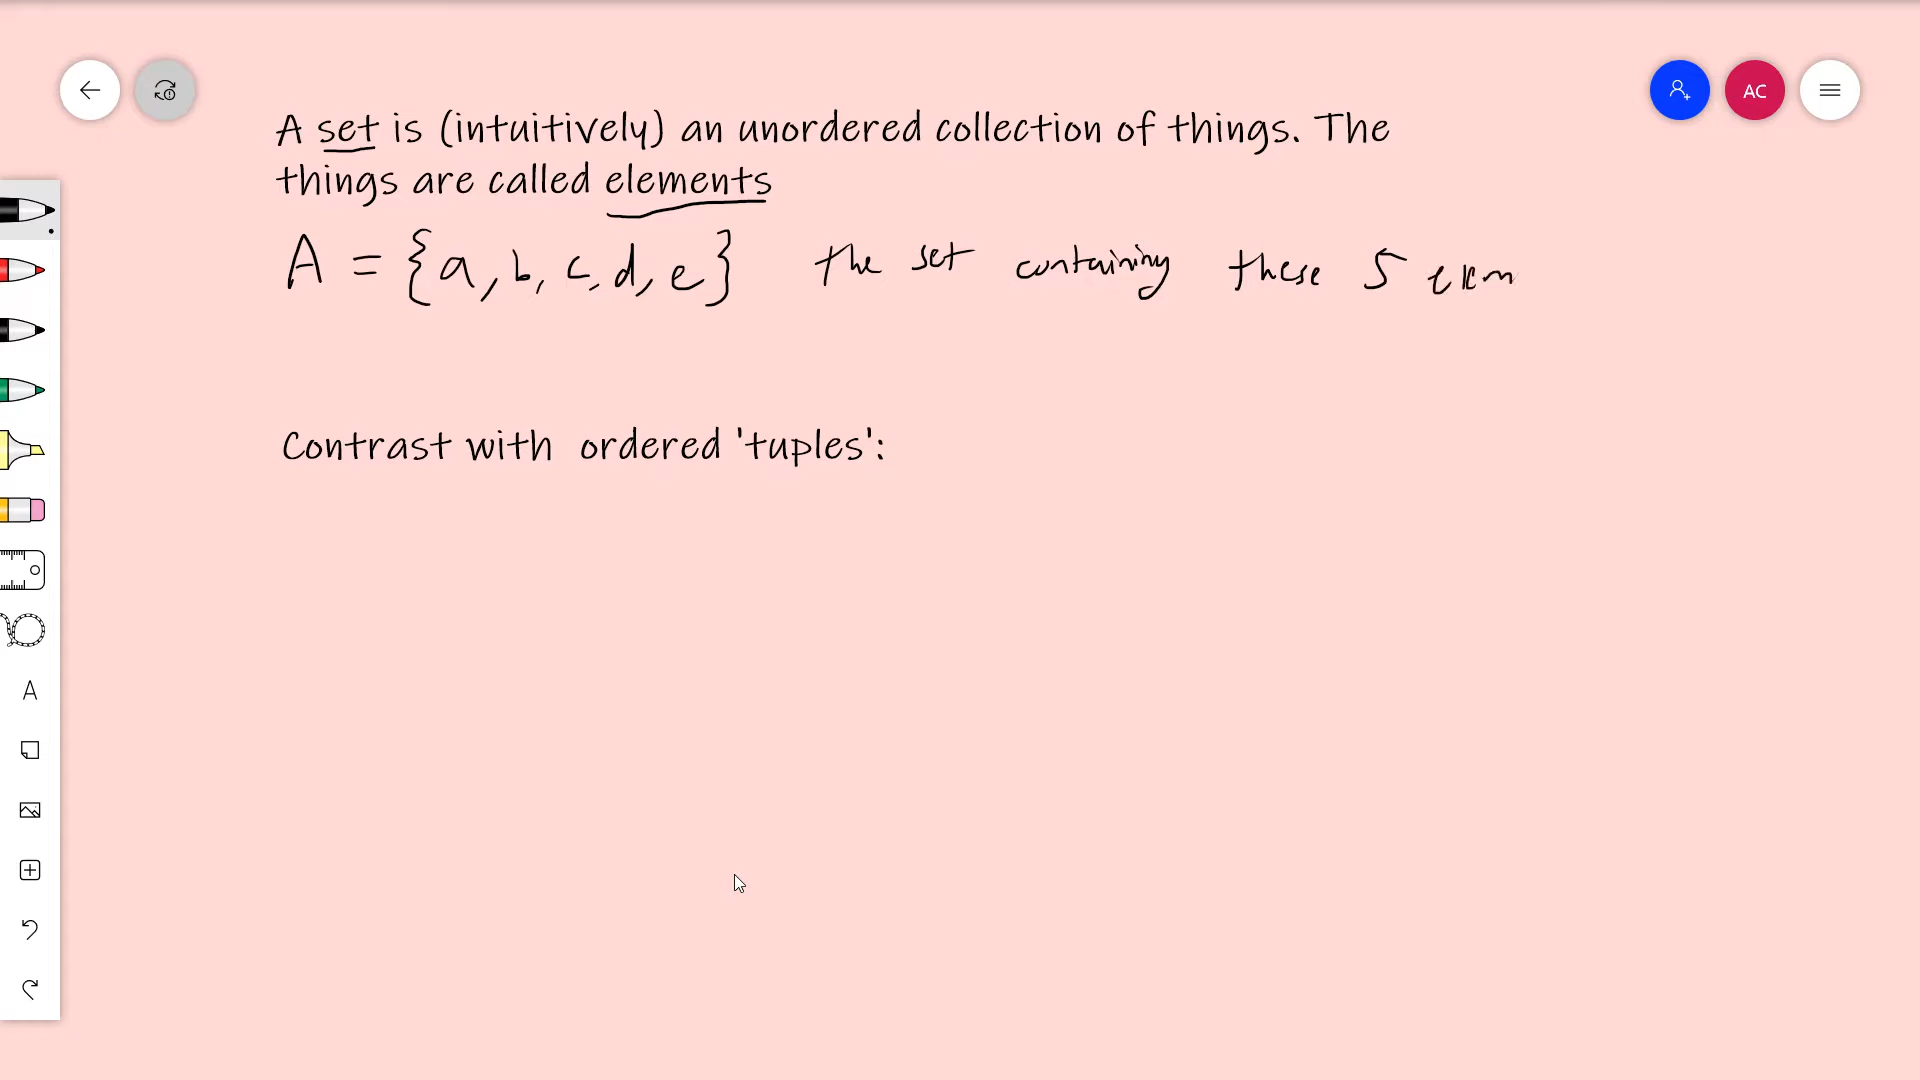 AC
A set is (intuitively) an unordered collection of things. The
things are called elements
A = {a, b, c, d, e} the set containing these 5 elem
Contrast with ordered 'tuples':
A